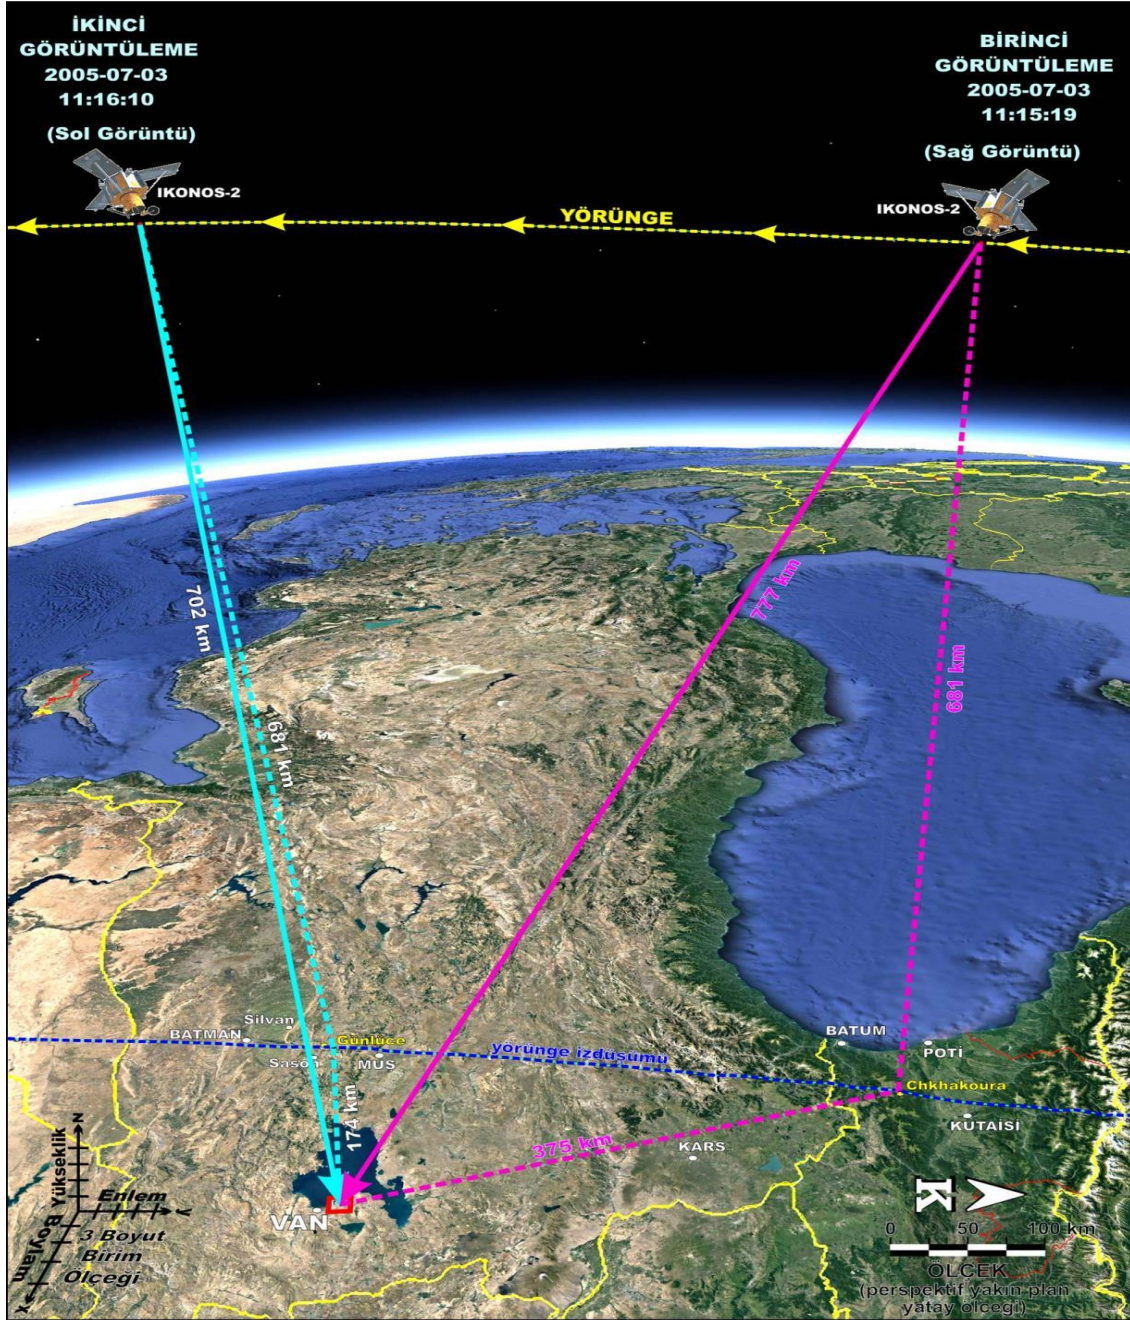 İKİNCİ
GÖRÜNTÜLEME
2005-07-03
11:16:10
(Sol Görüntü)
IKONOS-2
BİRİNCİ
GÖRÜNTÜLEME
2005-07-03
11:15:19
(Sağ Görüntü)
IKONOS-2
YÖRÜNGE
702 km
681 km
777 km
681 km
Silvan
BATMAN
Günlüce
Sason
MUŞ
yörünge izdüşümü
BATUM
POTİ
Chkhakoura
KUTAİSİ
174 km
375 km
KARS
VAN
N
Yükseklik
Enlem
Y
Boylam
X
3 Boyut
Birim
Ölçeği
K
0 50 100 km
ÖLÇEK
(perspektif yakın plan
yatay ölçeği)